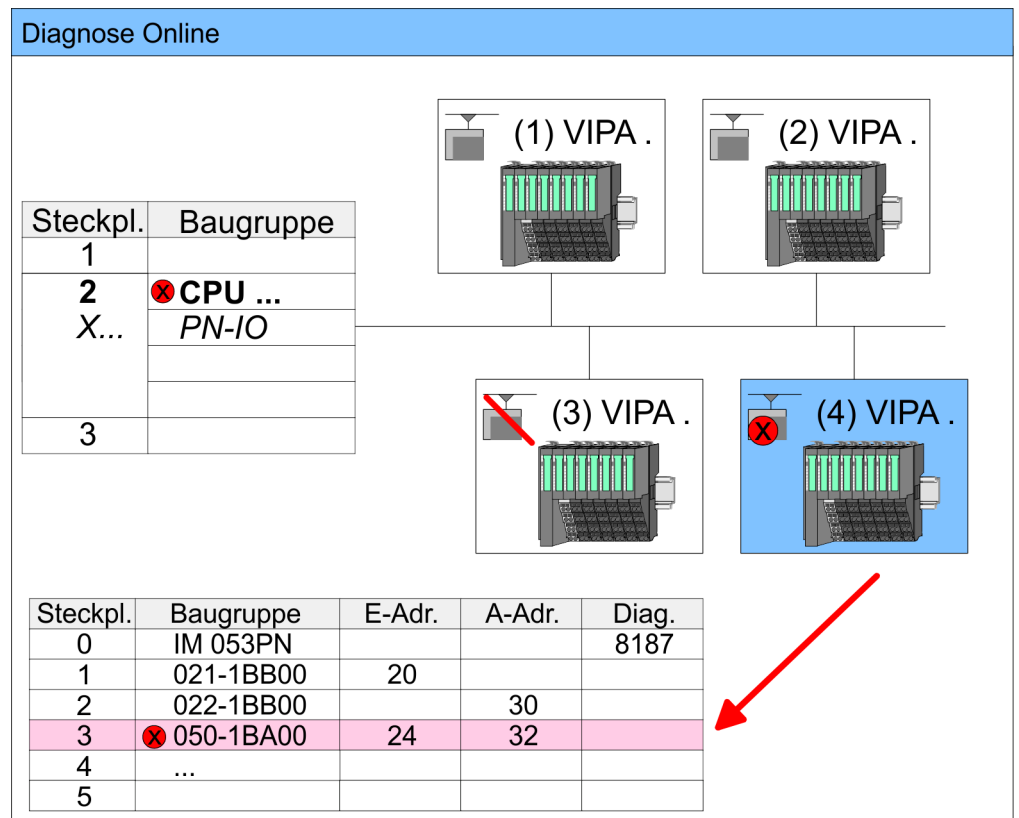 Diagnose Online
(1) VIPA .
(2) VIPA .
Steckpl. Baugruppe
1
2 X CPU ...
X... PN-IO
3
(3) VIPA .
X (4) VIPA .
Steckpl. Baugruppe E-Adr. A-Adr. Diag.
0 IM 053PN 8187
1 021-1BB00 20
2 022-1BB00 30
3 X 050-1BA00 24 32
4 ...
5